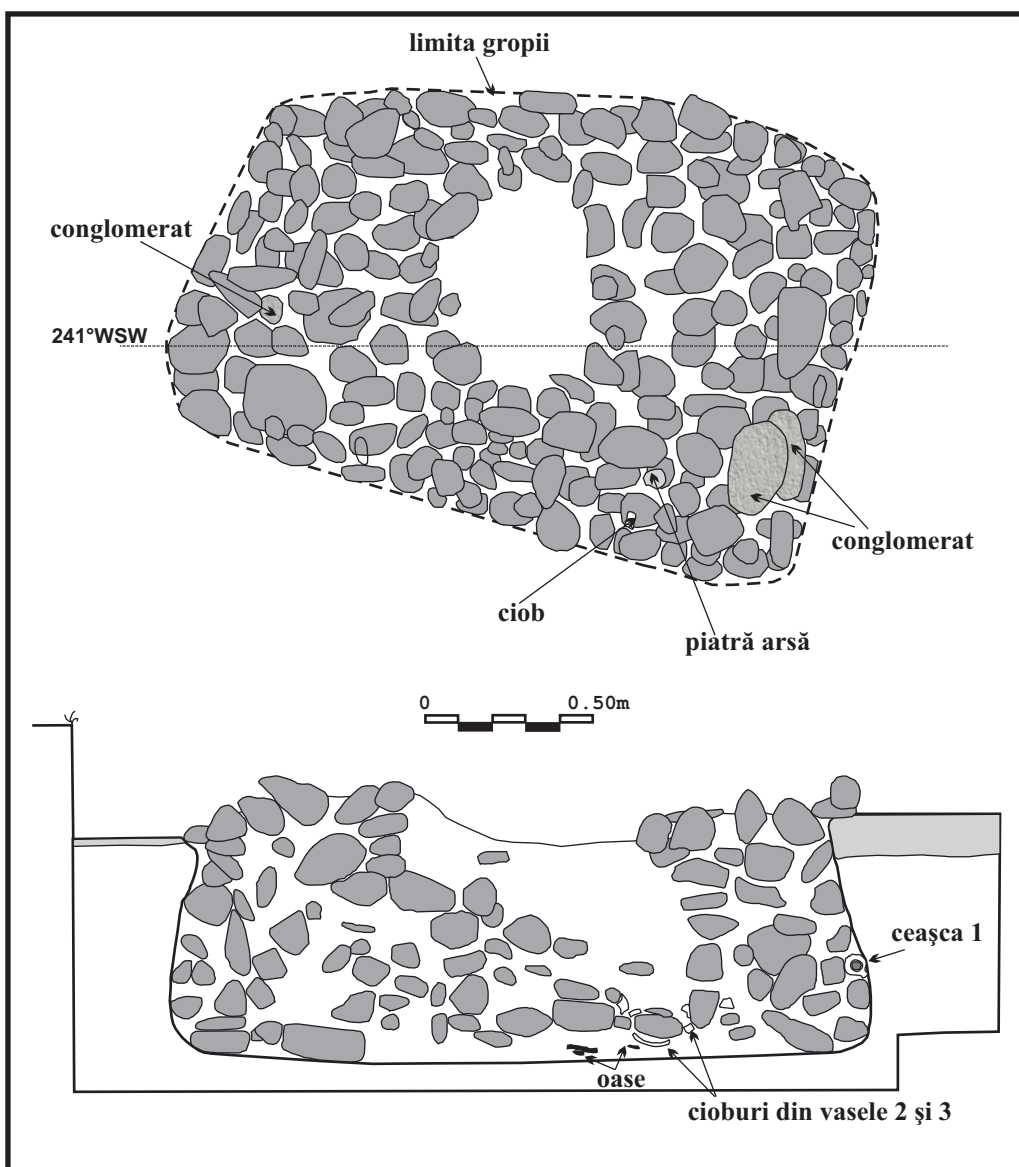 limita gropii
conglomerat
241°WSW
conglomerat
ciob
piatră arsă
0 0.50m
ceaşca 1
oase
cioburi din vasele 2 şi 3